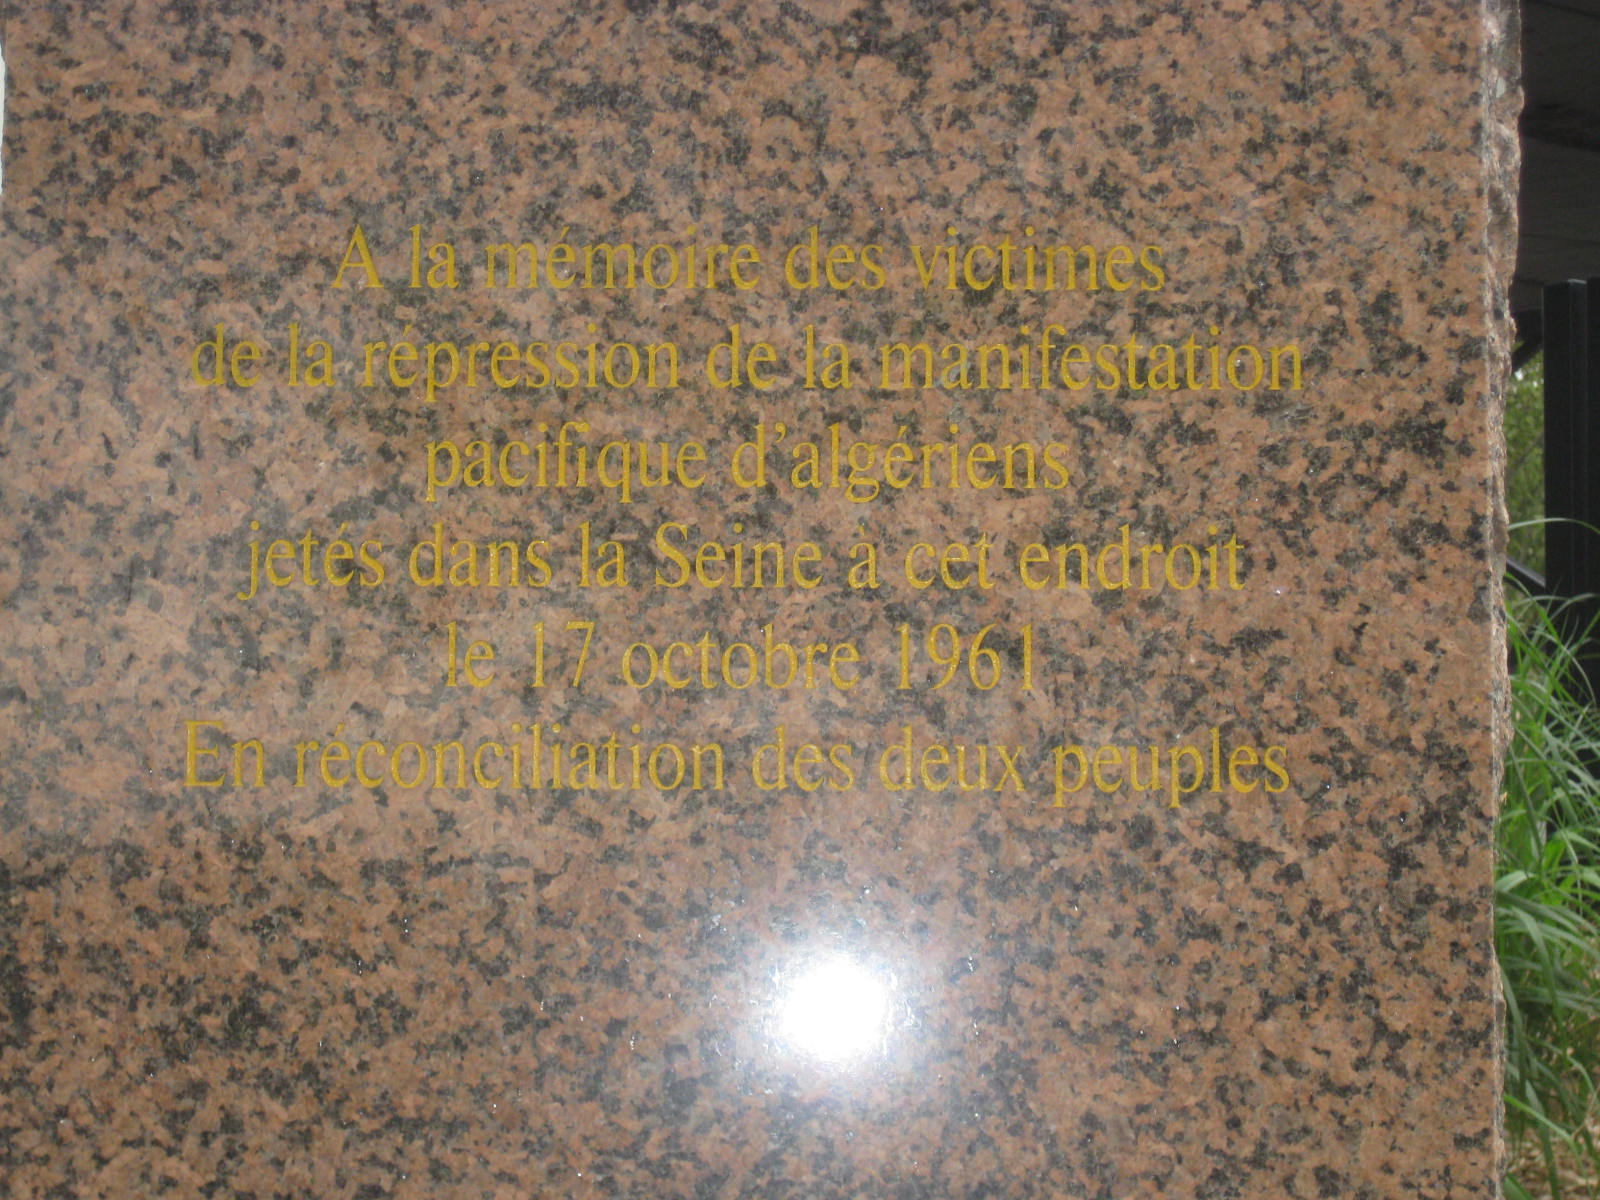 A la mémoire des victimes
de la répression de la manifestation
pacifique d'algériens
jetés dans la Seine à cet endroit
le 17 octobre 1961
En réconciliation des deux peuples